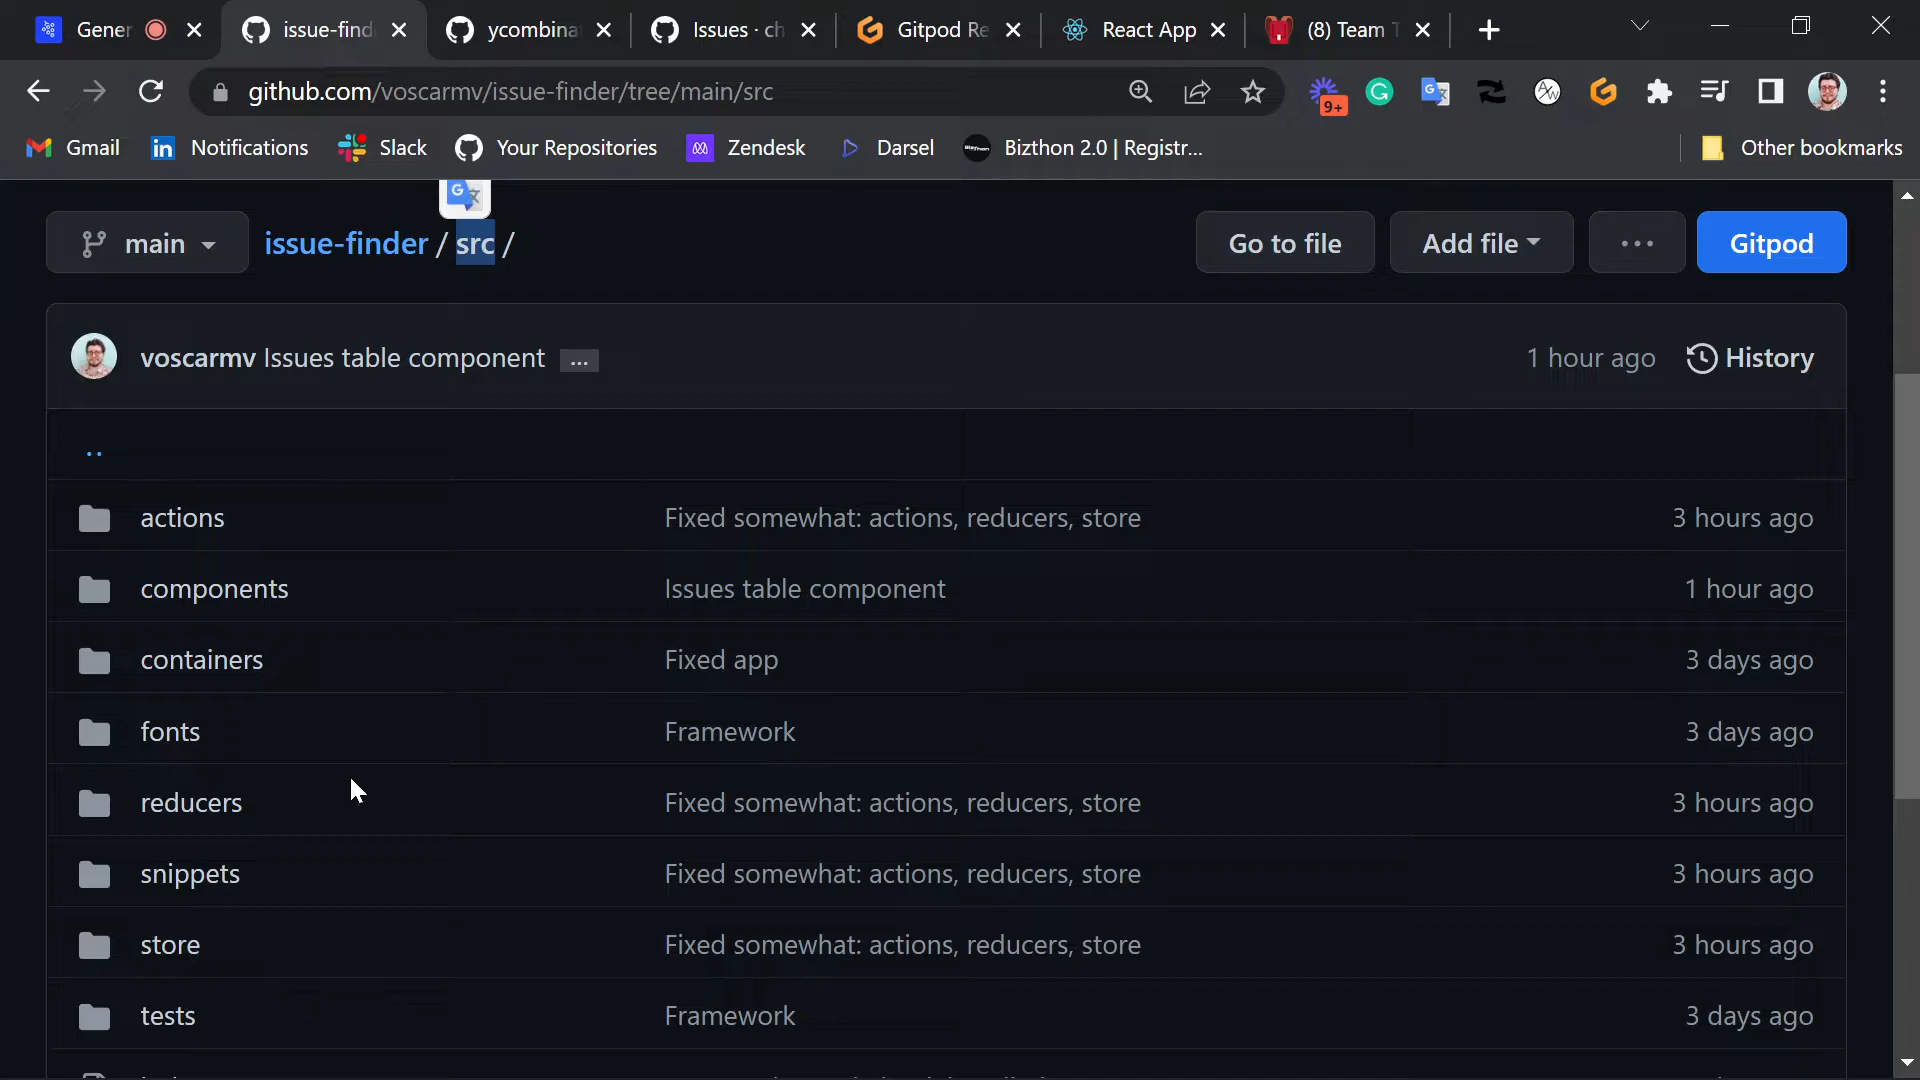 Gener
issue-find
ycombina
Issues · ch
Gitpod Re
React App
(8) Team T
github.com/voscarmv/issue-finder/tree/main/src
9+
Gmail
Notifications
Slack
Your Repositories
Zendesk
Darsel
Bizthon 2.0 | Registr...
Other bookmarks
main
issue-finder / src /
Go to file
Add file
...
Gitpod
voscarmv Issues table component ...
1 hour ago
History
..
actions Fixed somewhat: actions, reducers, store 3 hours ago
components Issues table component 1 hour ago
containers Fixed app 3 days ago
fonts Framework 3 days ago
reducers Fixed somewhat: actions, reducers, store 3 hours ago
snippets Fixed somewhat: actions, reducers, store 3 hours ago
store Fixed somewhat: actions, reducers, store 3 hours ago
tests Framework 3 days ago